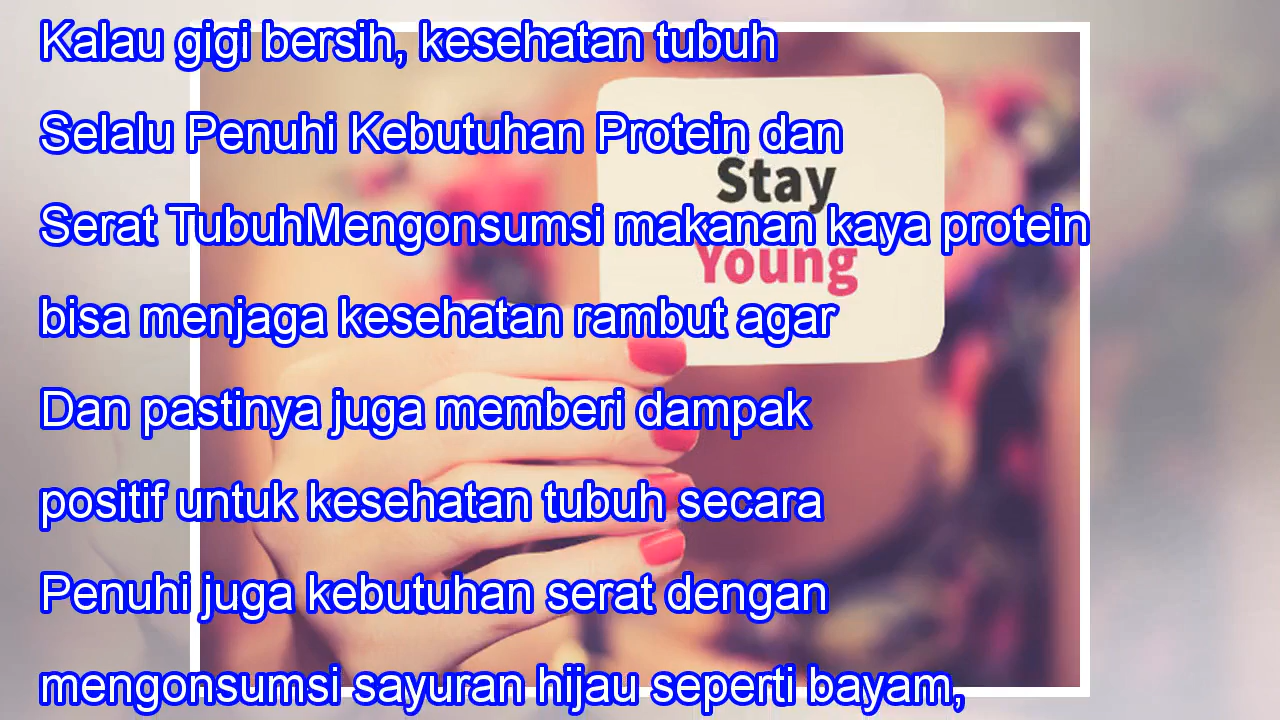 Kalau gigi bersih, kesehatan tubuh
Selalu Penuhi Kebutuhan Protein dan
Stay
Serat TubuhMengonsumsi makanan kaya protein
Young
bisa menjaga kesehatan rambut agar
Dan pastinya juga memberi dampak
positif untuk kesehatan tubuh secara
Penuhi juga kebutuhan serat dengan
mengonsumsi sayuran hijau seperti bayam,